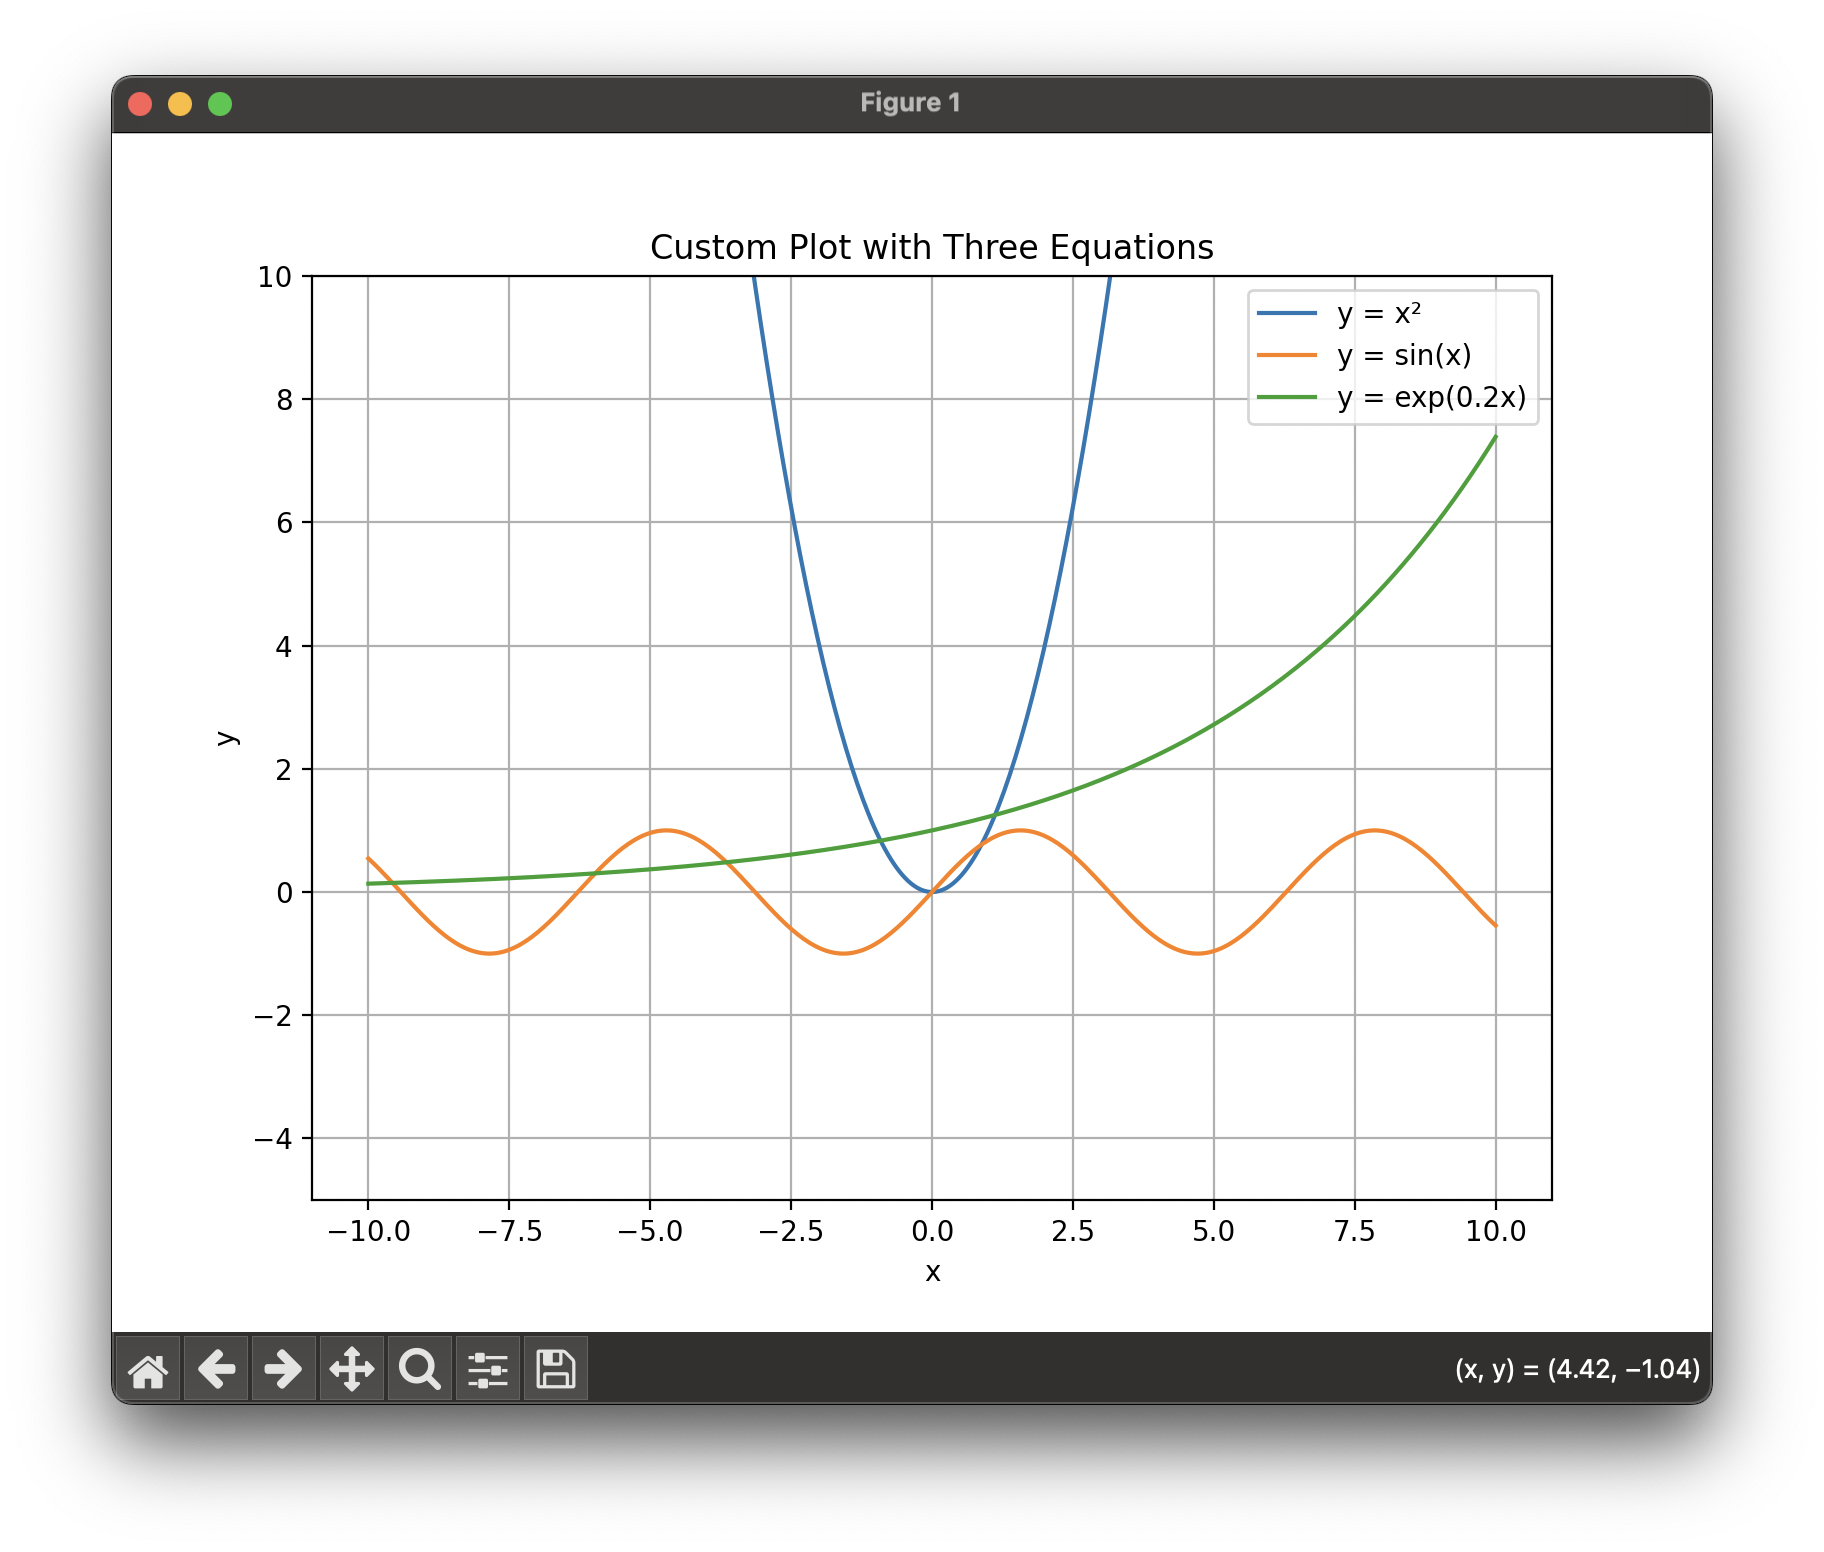 Figure 1
Custom Plot with Three Equations
10
8
6
4
2
0
−2
−4
y
y = x²
y = sin(x)
y = exp(0.2x)
−10.0 −7.5 −5.0 −2.5 0.0 2.5 5.0 7.5 10.0
x
(x, y) = (4.42, −1.04)